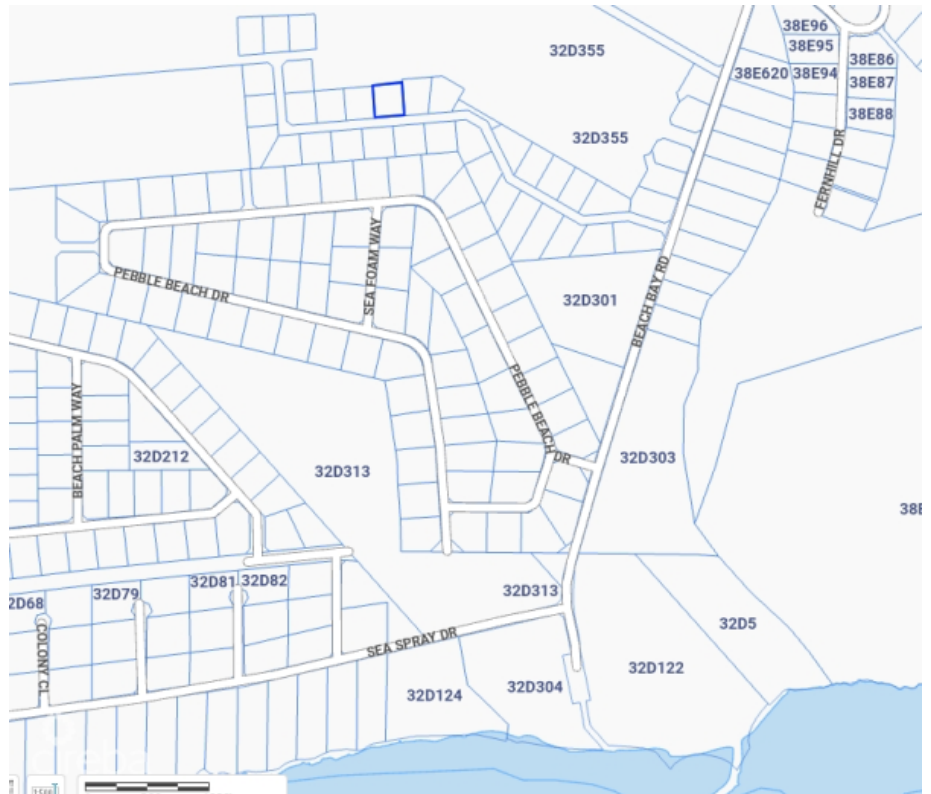 38E96
32D355
38E95
38E86
38E620
38E94
38E87
38E88
32D355
FERNHILL DR
SEA FOAM WAY
PEBBLE BEACH DR
BEACH BAY RD
32D301
PEBBLE BEACH DR
BEACH PALM WAY
32D212
32D313
32D303
38E
32D81
32D82
32D313
2D68
32D79
32D5
COLONY CL
SEA SPRAY DR
32D122
32D304
32D124